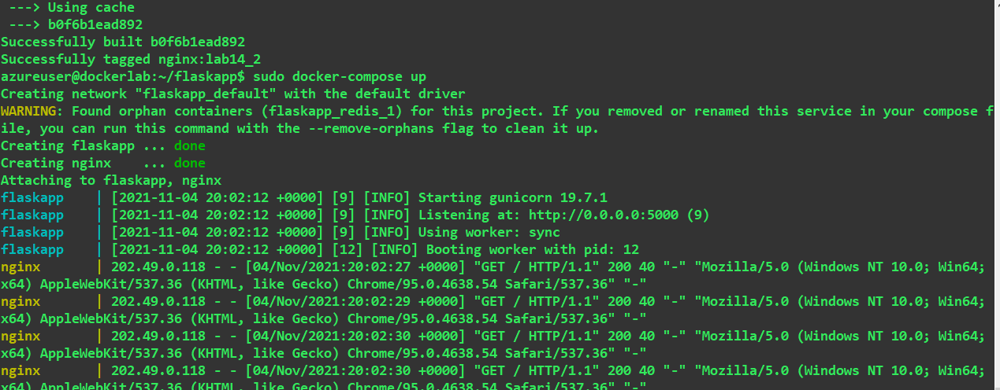 ---> Using cache
---> b0f6b1ead892
Successfully built b0f6b1ead892
Successfully tagged nginx:lab14_2
azureuser@dockerlab:~/flaskapp$ sudo docker-compose up
Creating network "flaskapp_default" with the default driver
WARNING: Found orphan containers (flaskapp_redis_1) for this project. If you removed or renamed this service in your compose f
ile, you can run this command with the --remove-orphans flag to clean it up.
Creating flaskapp ... done
Creating nginx    ... done
Attaching to flaskapp, nginx
flaskapp    | [2021-11-04 20:02:12 +0000] [9] [INFO] Starting gunicorn 19.7.1
flaskapp    | [2021-11-04 20:02:12 +0000] [9] [INFO] Listening at: http://0.0.0.0:5000 (9)
flaskapp    | [2021-11-04 20:02:12 +0000] [9] [INFO] Using worker: sync
flaskapp    | [2021-11-04 20:02:12 +0000] [12] [INFO] Booting worker with pid: 12
nginx       | 202.49.0.118 - - [04/Nov/2021:20:02:27 +0000] "GET / HTTP/1.1" 200 40 "-" "Mozilla/5.0 (Windows NT 10.0; Win64;
x64) AppleWebKit/537.36 (KHTML, like Gecko) Chrome/95.0.4638.54 Safari/537.36" "-"
nginx       | 202.49.0.118 - - [04/Nov/2021:20:02:29 +0000] "GET / HTTP/1.1" 200 40 "-" "Mozilla/5.0 (Windows NT 10.0; Win64;
x64) AppleWebKit/537.36 (KHTML, like Gecko) Chrome/95.0.4638.54 Safari/537.36" "-"
nginx       | 202.49.0.118 - - [04/Nov/2021:20:02:30 +0000] "GET / HTTP/1.1" 200 40 "-" "Mozilla/5.0 (Windows NT 10.0; Win64;
x64) AppleWebKit/537.36 (KHTML, like Gecko) Chrome/95.0.4638.54 Safari/537.36" "-"
nginx       | 202.49.0.118 - - [04/Nov/2021:20:02:30 +0000] "GET / HTTP/1.1" 200 40 "-" "Mozilla/5.0 (Windows NT 10.0; Win64;
x64) AppleWebKit/537.36 (KHTML, like Gecko) Chrome/95.0.4638.54 Safari/537.36" "-"